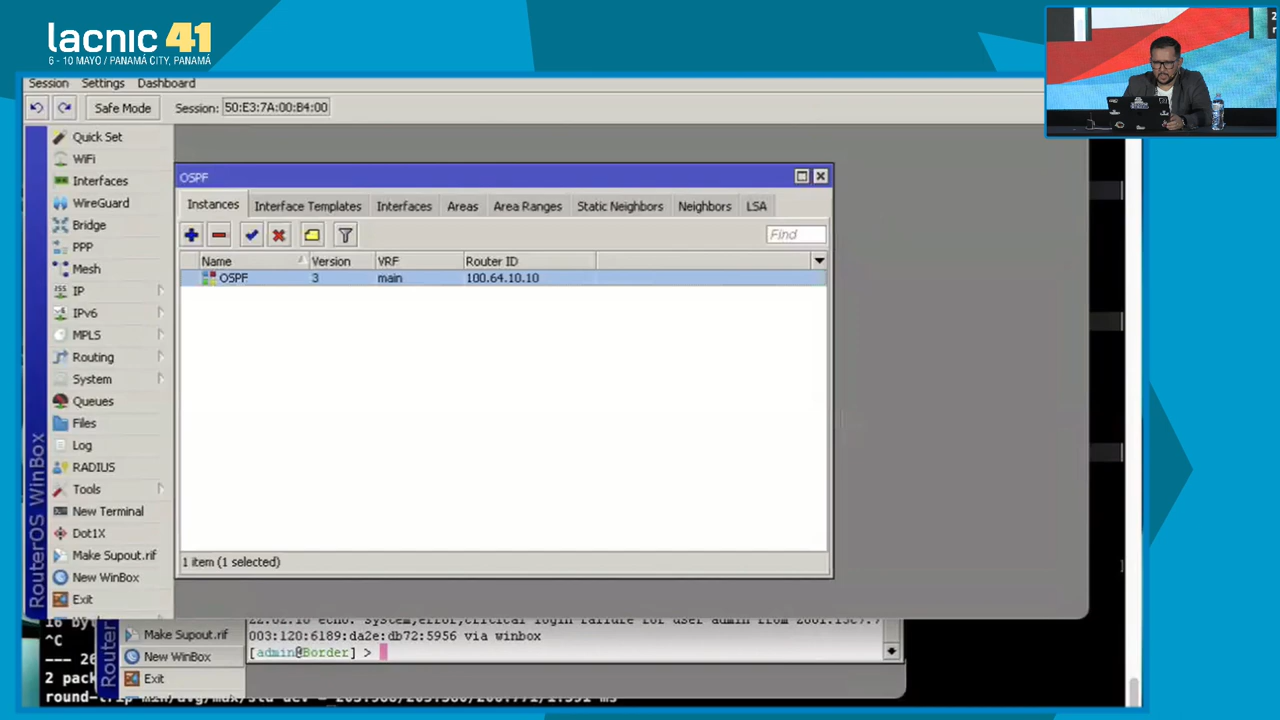 lacnic 41
6 - 10 MAYO / PANAMÁ CITY, PANAMÁ
Session Settings Dashboard
Safe Mode Session: 50:E3:7A:00:B4:00
Quick Set
WiFi
Interfaces
WireGuard
Bridge
PPP
Mesh
IP
IPv6
MPLS
Routing
System
Queues
Files
Log
RADIUS
Tools
New Terminal
Dot1X
Make Supout.rif
New WinBox
Exit
RouterOS WinBox
OSPF
Instances Interface Templates Interfaces Areas Area Ranges Static Neighbors Neighbors LSA
Find
Name Version VRF Router ID
OSPF 3 main 100.64.10.10
1 item (1 selected)
003:120:6189:da2e:db72:5956 via winbox
[admin@Border] >
Make Supout.rif
New WinBox
Exit
^C
--- 26
2 pack